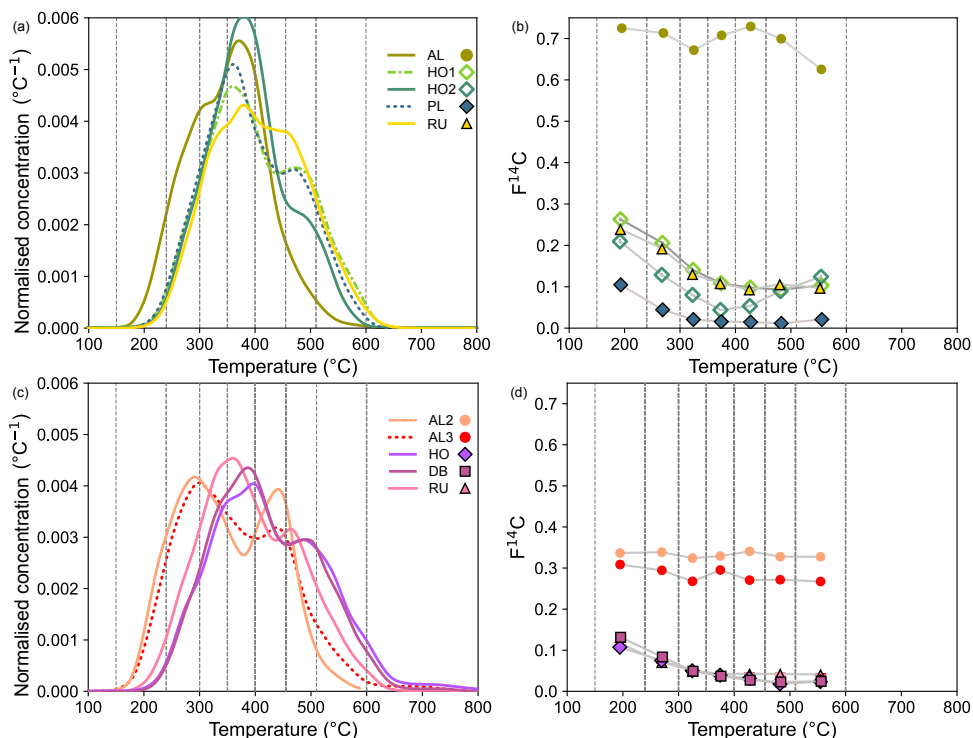 (a)
Normalised concentration (°C⁻¹)
0.006
0.005
0.004
0.003
0.002
0.001
0.000
AL
HO1
HO2
PL
RU
100 200 300 400 500 600 700 800
Temperature (°C)
(b)
F¹⁴C
0.7
0.6
0.5
0.4
0.3
0.2
0.1
0.0
100 200 300 400 500 600 700 800
Temperature (°C)
(c)
Normalised concentration (°C⁻¹)
0.006
0.005
0.004
0.003
0.002
0.001
0.000
AL2
AL3
HO
DB
RU
100 200 300 400 500 600 700 800
Temperature (°C)
(d)
F¹⁴C
0.7
0.6
0.5
0.4
0.3
0.2
0.1
0.0
100 200 300 400 500 600 700 800
Temperature (°C)